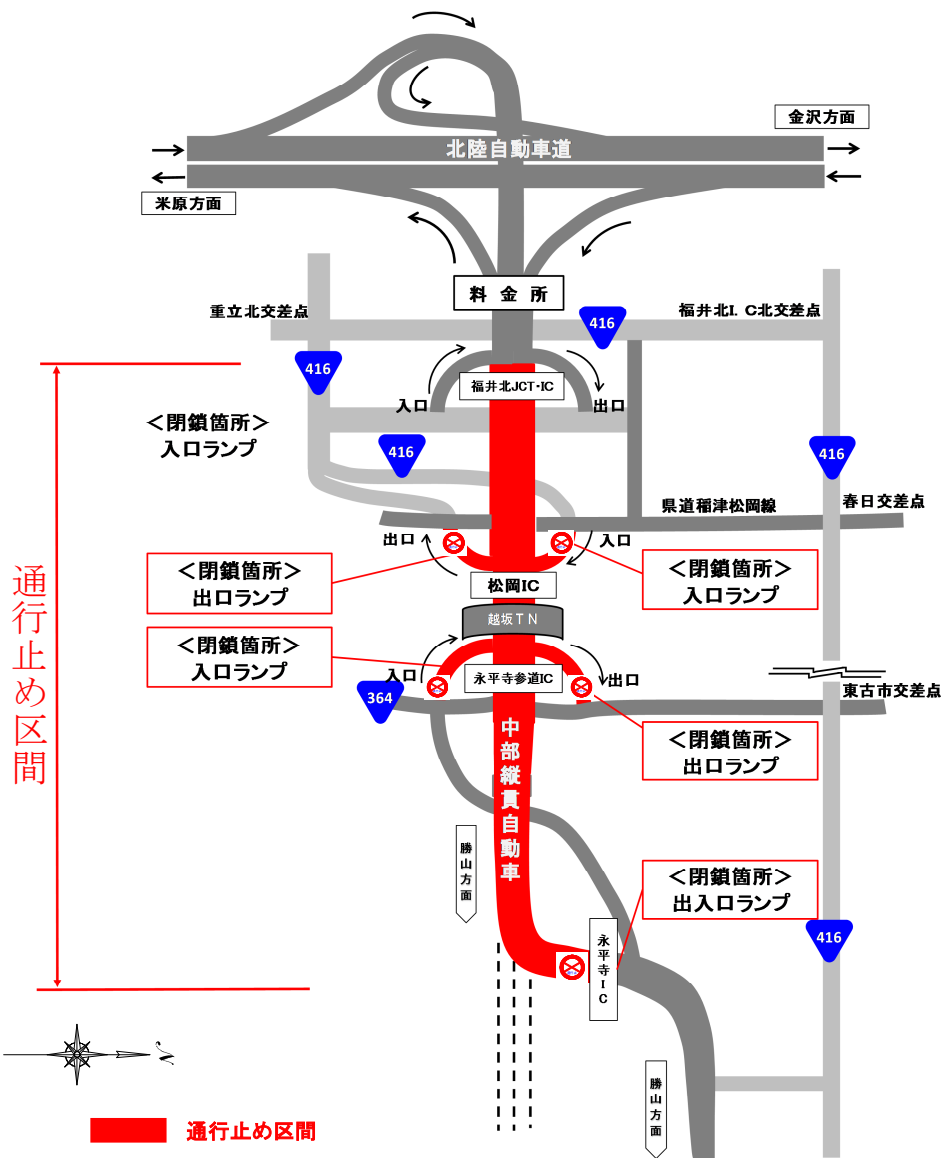 金沢方面
北陸自動車道
米原方面
料金所
重立北交差点
416
福井北I.C北交差点
416
福井北JCT・IC
入口
出口
＜閉鎖箇所＞
入口ランプ
416
416
県道稲津松岡線
春日交差点
出口
入口
＜閉鎖箇所＞
出口ランプ
松岡IC
＜閉鎖箇所＞
入口ランプ
越坂TN
＜閉鎖箇所＞
入口ランプ
入口
永平寺参道IC
出口
364
東古市交差点
通行止め区間
中部縦貫自動車
＜閉鎖箇所＞
出口ランプ
勝山方面
＜閉鎖箇所＞
出入口ランプ
416
永平寺IC
N
勝山方面
通行止め区間